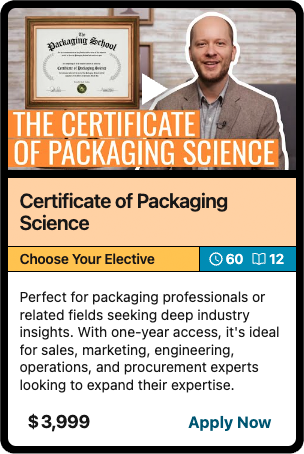 The
Packaging School
Certificate of Packaging Science
THE CERTIFICATE
OF PACKAGING SCIENCE
Certificate of Packaging
Science
Choose Your Elective
60
12
Perfect for packaging professionals or
related fields seeking deep industry
insights. With one-year access, it's ideal
for sales, marketing, engineering,
operations, and procurement experts
looking to expand their expertise.
$3,999
Apply Now